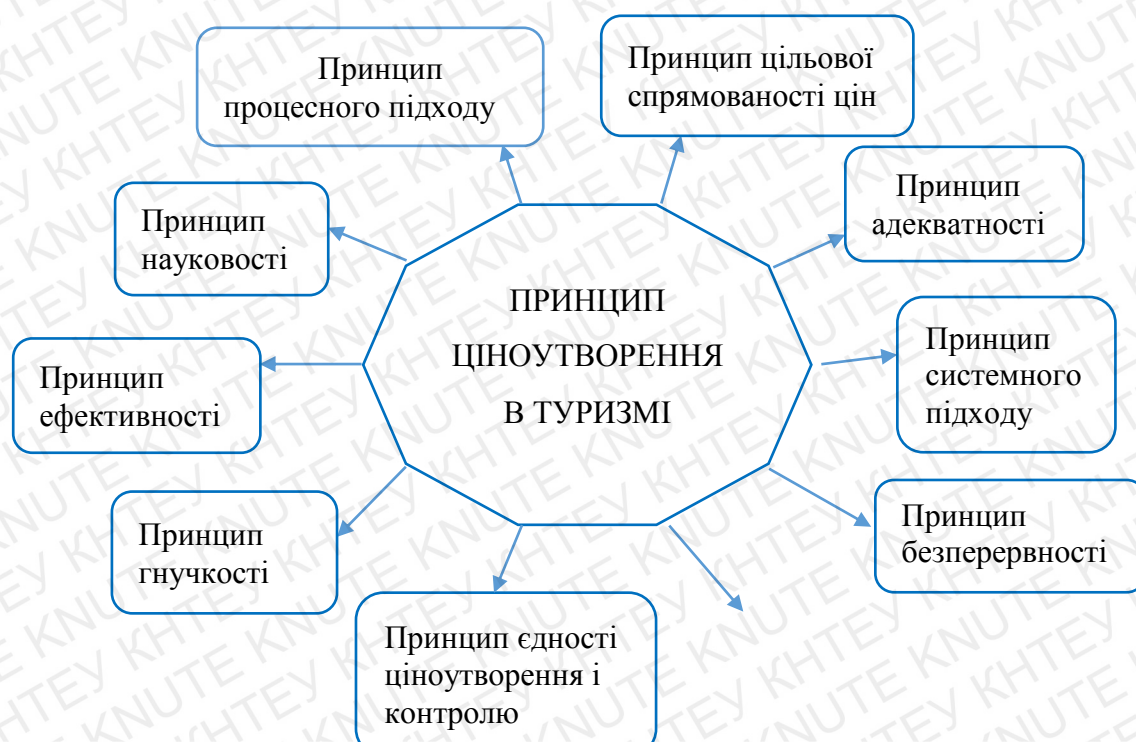 Принцип
процесного підходу
Принцип цільової
спрямованості цін
Принцип
адекватності
Принцип
науковості
ПРИНЦИП
ЦІНОУТВОРЕННЯ
В ТУРИЗМІ
Принцип
системного
підходу
Принцип
ефективності
Принцип
безперервності
Принцип
гнучкості
Принцип єдності
ціноутворення і
контролю